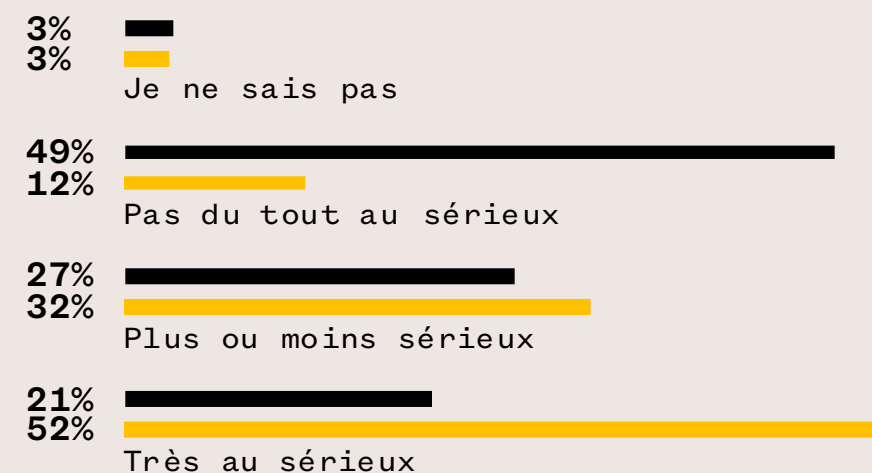 3%
3%
Je ne sais pas
49%
12%
Pas du tout au sérieux
27%
32%
Plus ou moins sérieux
21%
52%
Très au sérieux